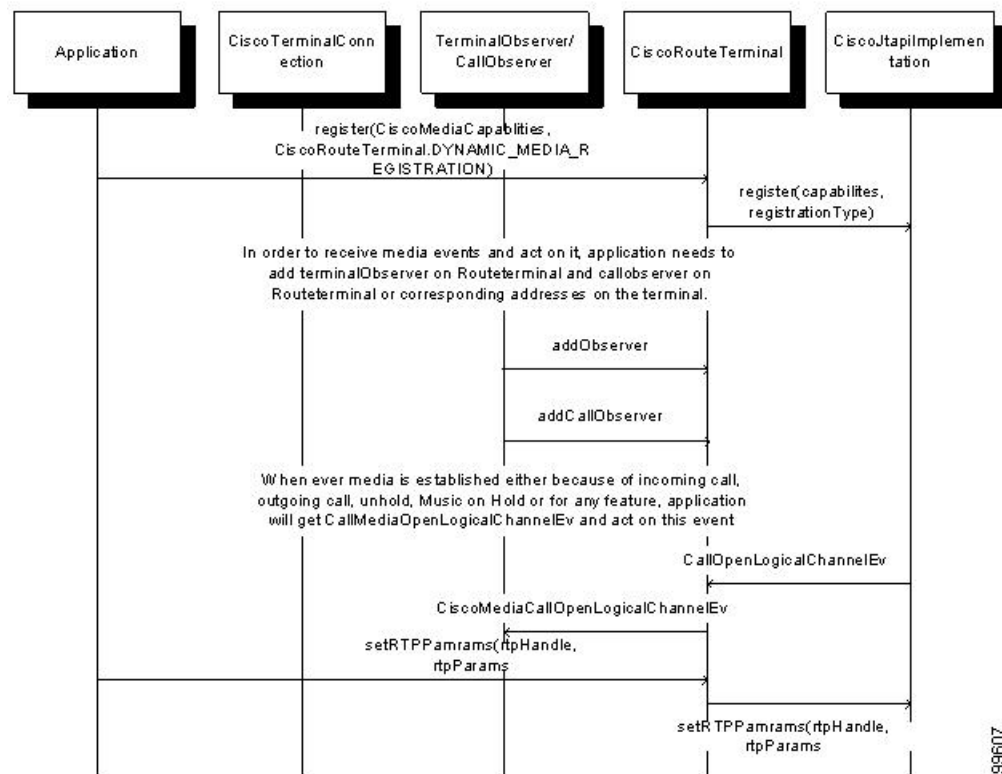 Application
CiscoTerminalConn
ection
TerminalObserver/
CallObserver
CiscoRouteTerminal
CiscoJtapiImplemen
tation
register(CiscoMediaCapablities,
CiscoRouteTerminal.DYNAMIC_MEDIA_R
EGISTRATION)
register(capabilites,
registrationType)
In order to receive media events and act on it, application needs to
add terminalObserver on Routeterminal and callobserver on
Routeterminal or corresponding addresses on the terminal.
addObserver
addCallObserver
When ever media is established either because of incoming call,
outgoing call, unhold, Music on Hold or for any feature, application
will get CallMediaOpenLogicalChannelEv and act on this event
CallOpenLogicalChannelEv
CiscoMediaCallOpenLogicalChannelEv
setRTPPamrams(rtpHandle,
rtpParams
setRTPPamrams(rtpHandle,
rtpParams
99607